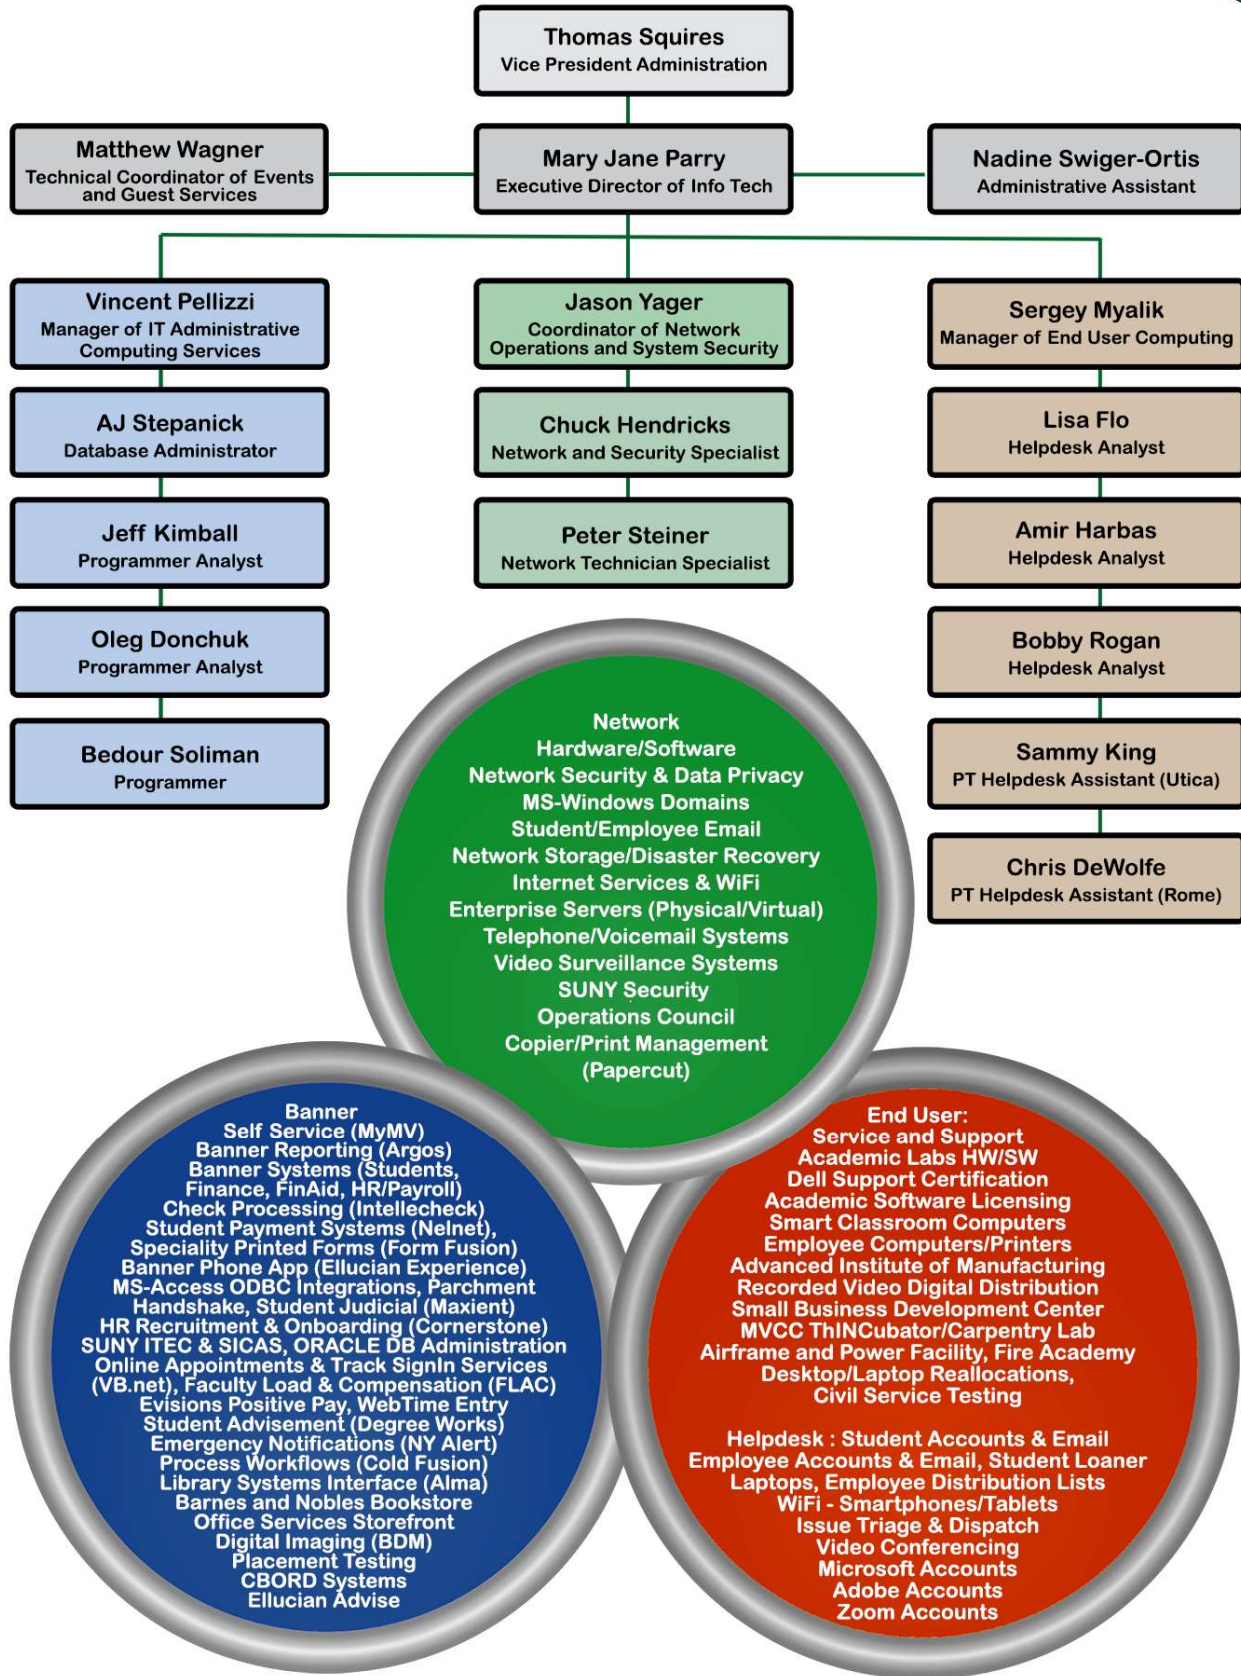 Thomas Squires
Vice President Administration
Matthew Wagner
Technical Coordinator of Events
and Guest Services
Mary Jane Parry
Executive Director of Info Tech
Nadine Swiger-Ortis
Administrative Assistant
Vincent Pellizzi
Manager of IT Administrative
Computing Services
AJ Stepanick
Database Administrator
Jeff Kimball
Programmer Analyst
Oleg Donchuk
Programmer Analyst
Bedour Soliman
Programmer
Jason Yager
Coordinator of Network
Operations and System Security
Chuck Hendricks
Network and Security Specialist
Peter Steiner
Network Technician Specialist
Sergey Myalik
Manager of End User Computing
Lisa Flo
Helpdesk Analyst
Amir Harbas
Helpdesk Analyst
Bobby Rogan
Helpdesk Analyst
Sammy King
PT Helpdesk Assistant (Utica)
Chris DeWolfe
PT Helpdesk Assistant (Rome)
Network
Hardware/Software
Network Security & Data Privacy
MS-Windows Domains
Student/Employee Email
Network Storage/Disaster Recovery
Internet Services & WiFi
Enterprise Servers (Physical/Virtual)
Telephone/Voicemail Systems
Video Surveillance Systems
SUNY Security
Operations Council
Copier/Print Management
(Papercut)
Banner
Self Service (MyMV)
Banner Reporting (Argos)
Banner Systems (Students,
Finance, FinAid, HR/Payroll)
Check Processing (Intellecheck)
Student Payment Systems (Nelnet),
Speciality Printed Forms (Form Fusion)
Banner Phone App (Ellucian Experience)
MS-Access ODBC Integrations, Parchment
Handshake, Student Judicial (Maxient)
HR Recruitment & Onboarding (Cornerstone)
SUNY ITEC & SICAS, ORACLE DB Administration
Online Appointments & Track SignIn Services
(VB.net), Faculty Load & Compensation (FLAC)
Evisions Positive Pay, WebTime Entry
Student Advisement (Degree Works)
Emergency Notifications (NY Alert)
Process Workflows (Cold Fusion)
Library Systems Interface (Alma)
Barnes and Nobles Bookstore
Office Services Storefront
Digital Imaging (BDM)
Placement Testing
CBORD Systems
Ellucian Advise
End User:
Service and Support
Academic Labs HW/SW
Dell Support Certification
Academic Software Licensing
Smart Classroom Computers
Employee Computers/Printers
Advanced Institute of Manufacturing
Recorded Video Digital Distribution
Small Business Development Center
MVCC ThINCubator/Carpentry Lab
Airframe and Power Facility, Fire Academy
Desktop/Laptop Reallocations,
Civil Service Testing
Helpdesk : Student Accounts & Email
Employee Accounts & Email, Student Loaner
Laptops, Employee Distribution Lists
WiFi - Smartphones/Tablets
Issue Triage & Dispatch
Video Conferencing
Microsoft Accounts
Adobe Accounts
Zoom Accounts